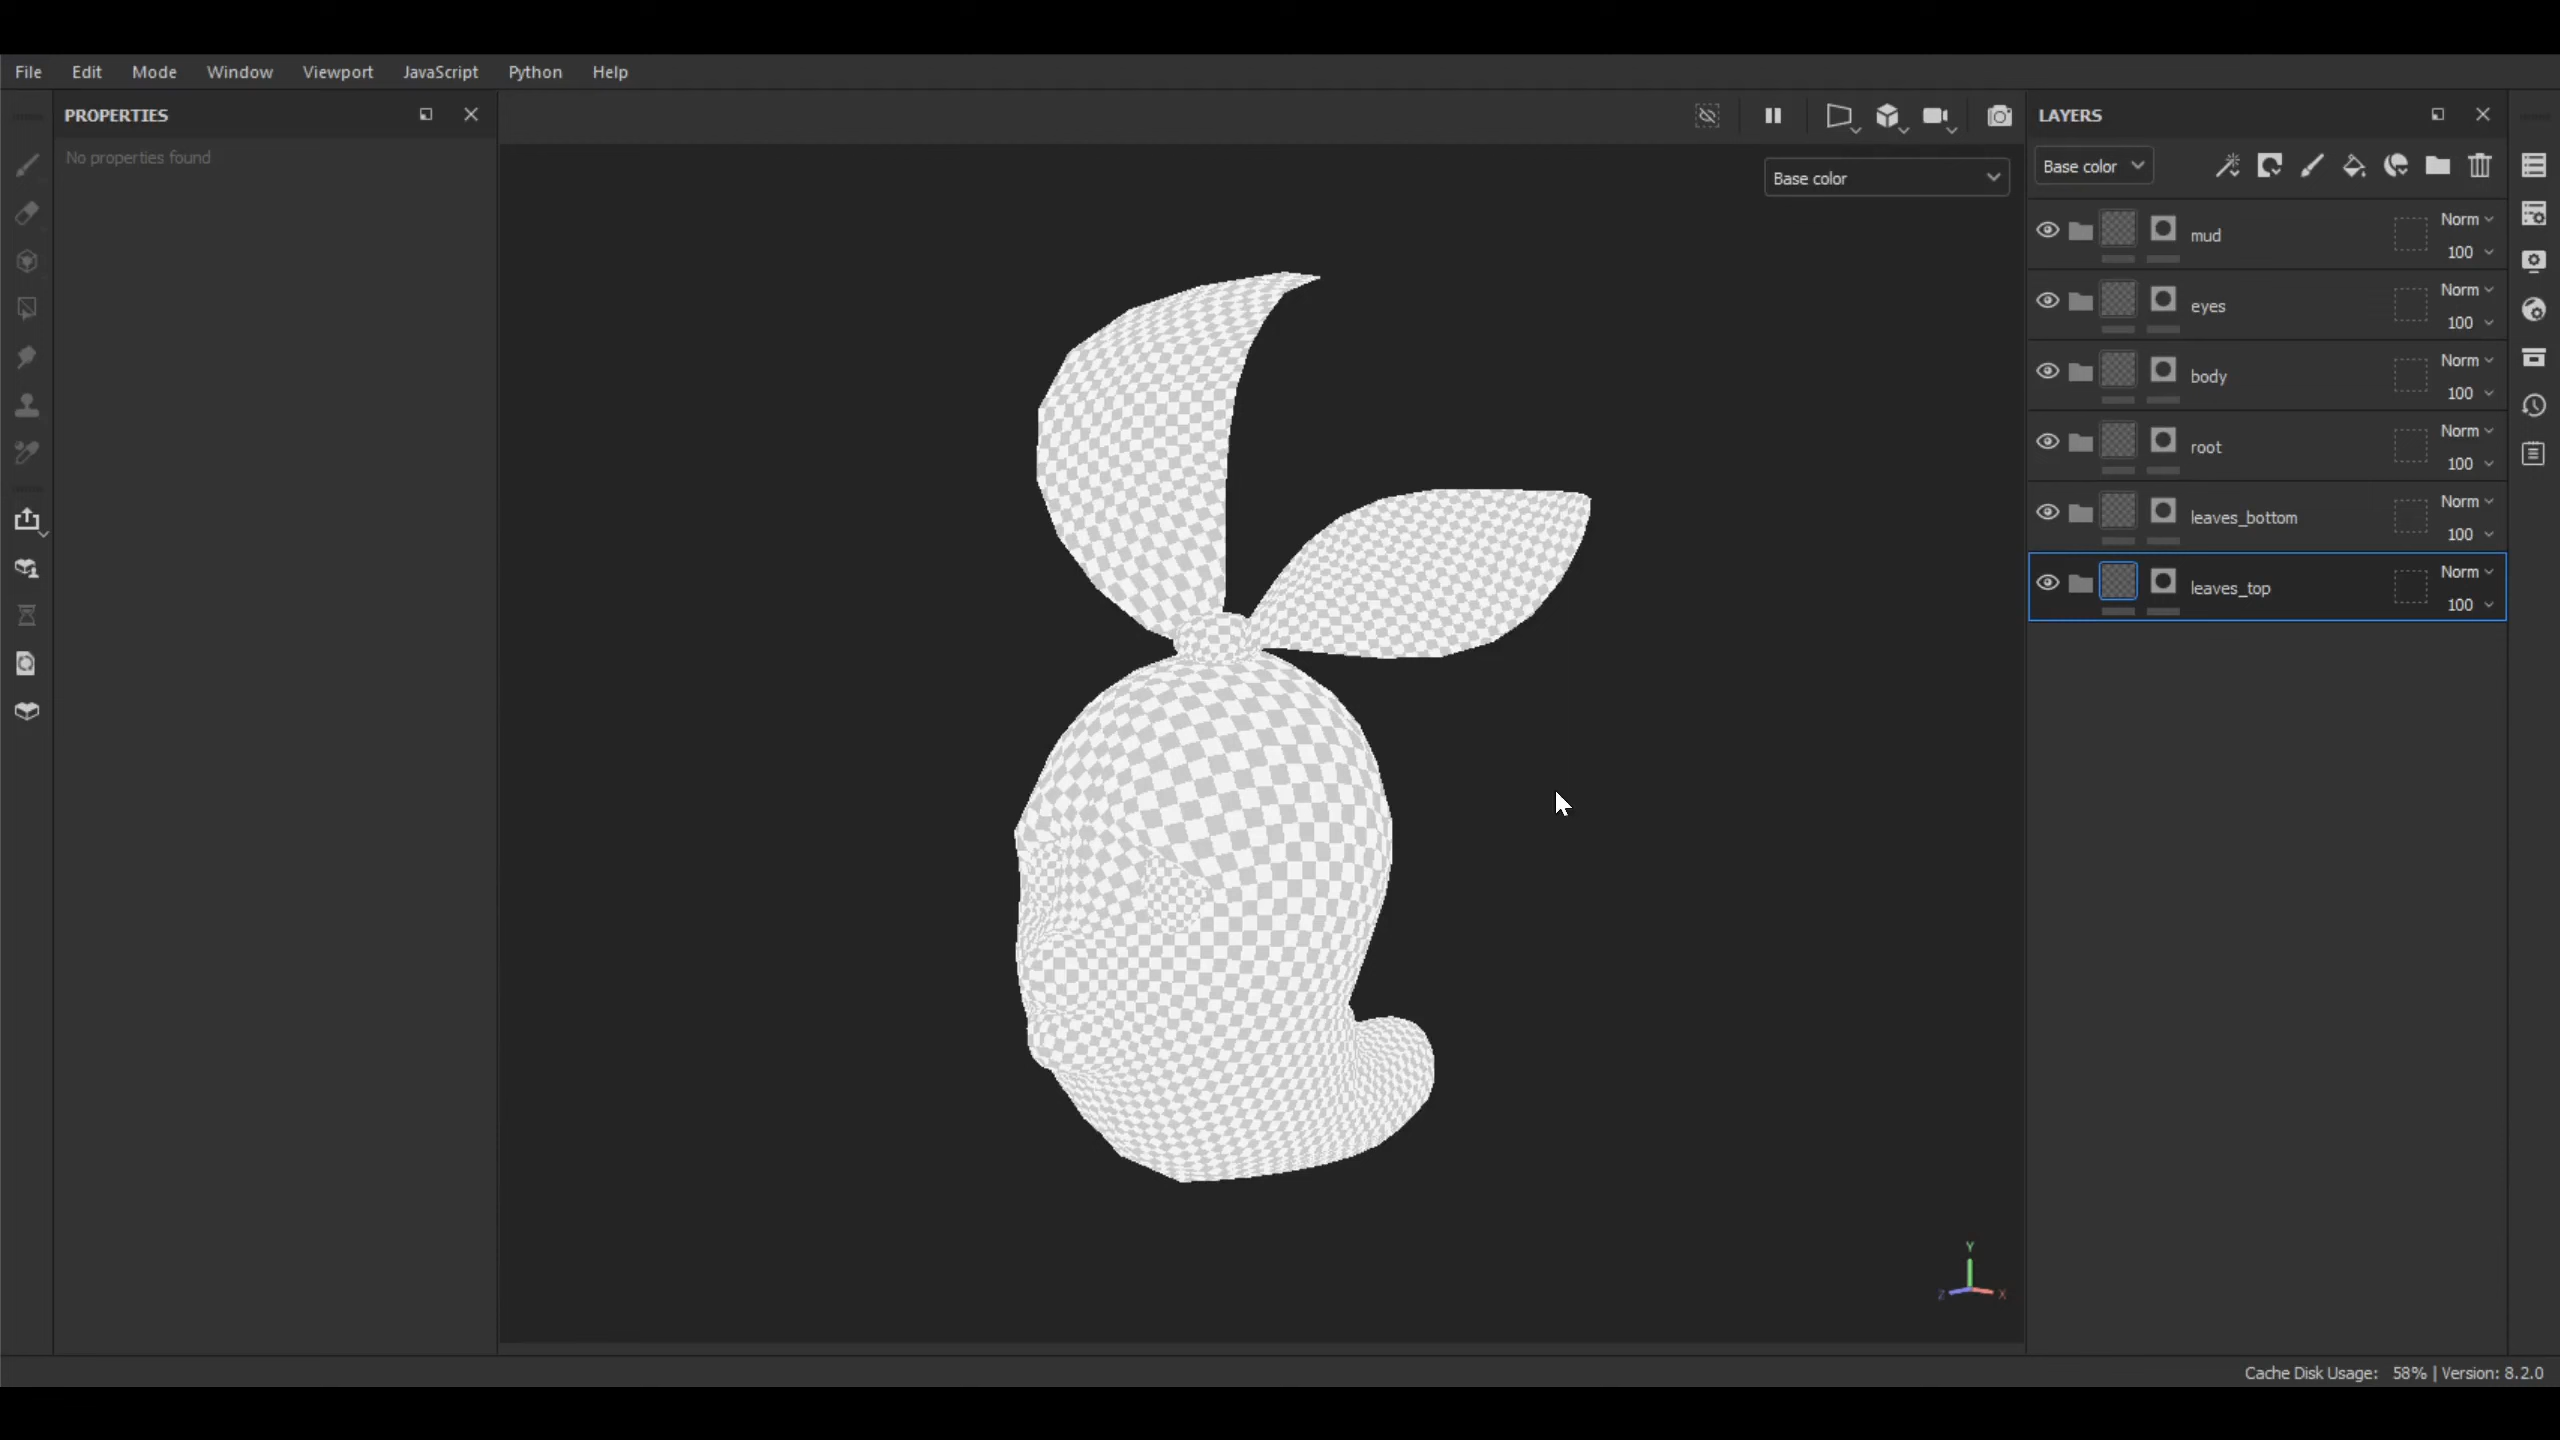 File Edit Mode Window Viewport JavaScript Python Help
PROPERTIES
No properties found
Base color
LAYERS
Base color
mud
Norm
100
eyes
Norm
100
body
Norm
100
root
Norm
100
leaves_bottom
Norm
100
leaves_top
Norm
100
Y
Z
X
Cache Disk Usage: 58% | Version: 8.2.0